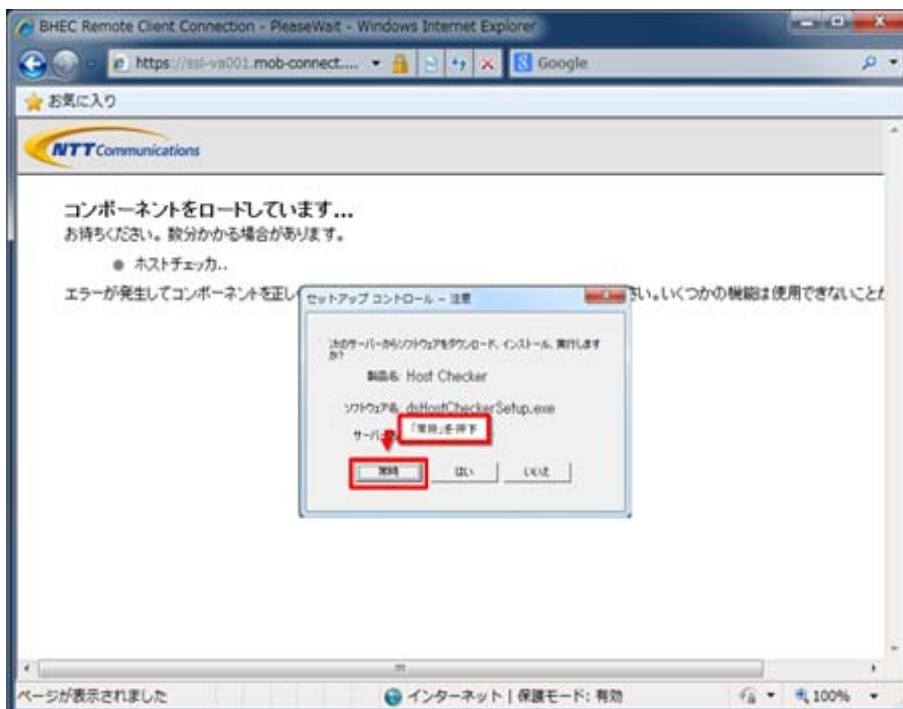 BHEC Remote Client Connection - PleaseWait - Windows Internet Explorer
https://ssl-va001.mob-connect....
Google
お気に入り
NTT Communications
コンポーネントをロードしています...
お待ちください。数分かかる場合があります。
ホストチェッカ..
エラーが発生してコンポーネントを正し
さい。いくつかの機能は使用できないことが
セットアップ コントロール - 注意
次のサーバーからソフトウェアをダウンロード、インストール、実行します
か?
製品名: Host Checker
ソフトウェア名: dsHostCheckerSetup.exe
サーバ
「常時」を押下
常時 はい いいえ
ページが表示されました
インターネット | 保護モード: 有効
100%